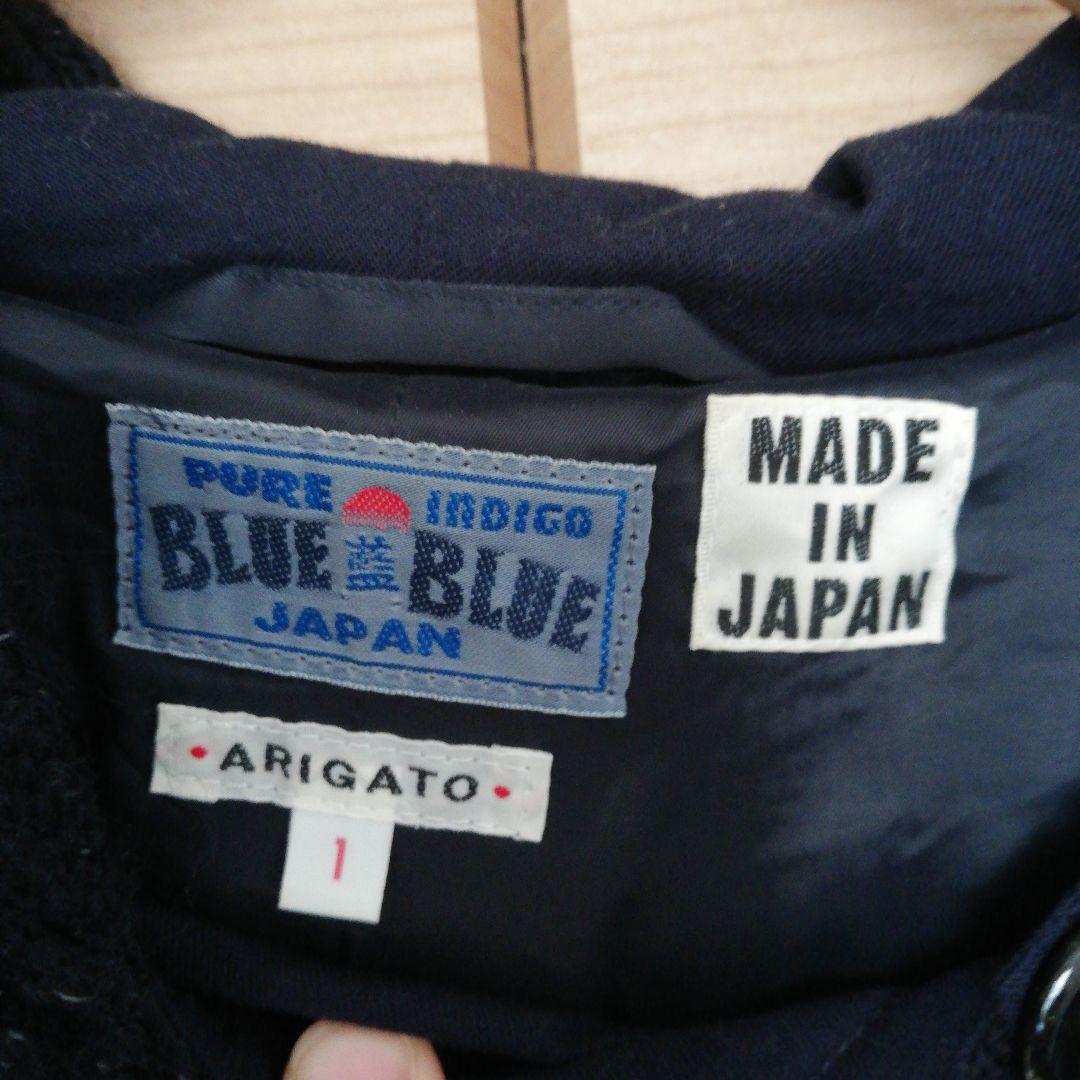 PURE INDIGO
BLUE 藍 BLUE
JAPAN
MADE
IN
JAPAN
• ARIGATO •
1